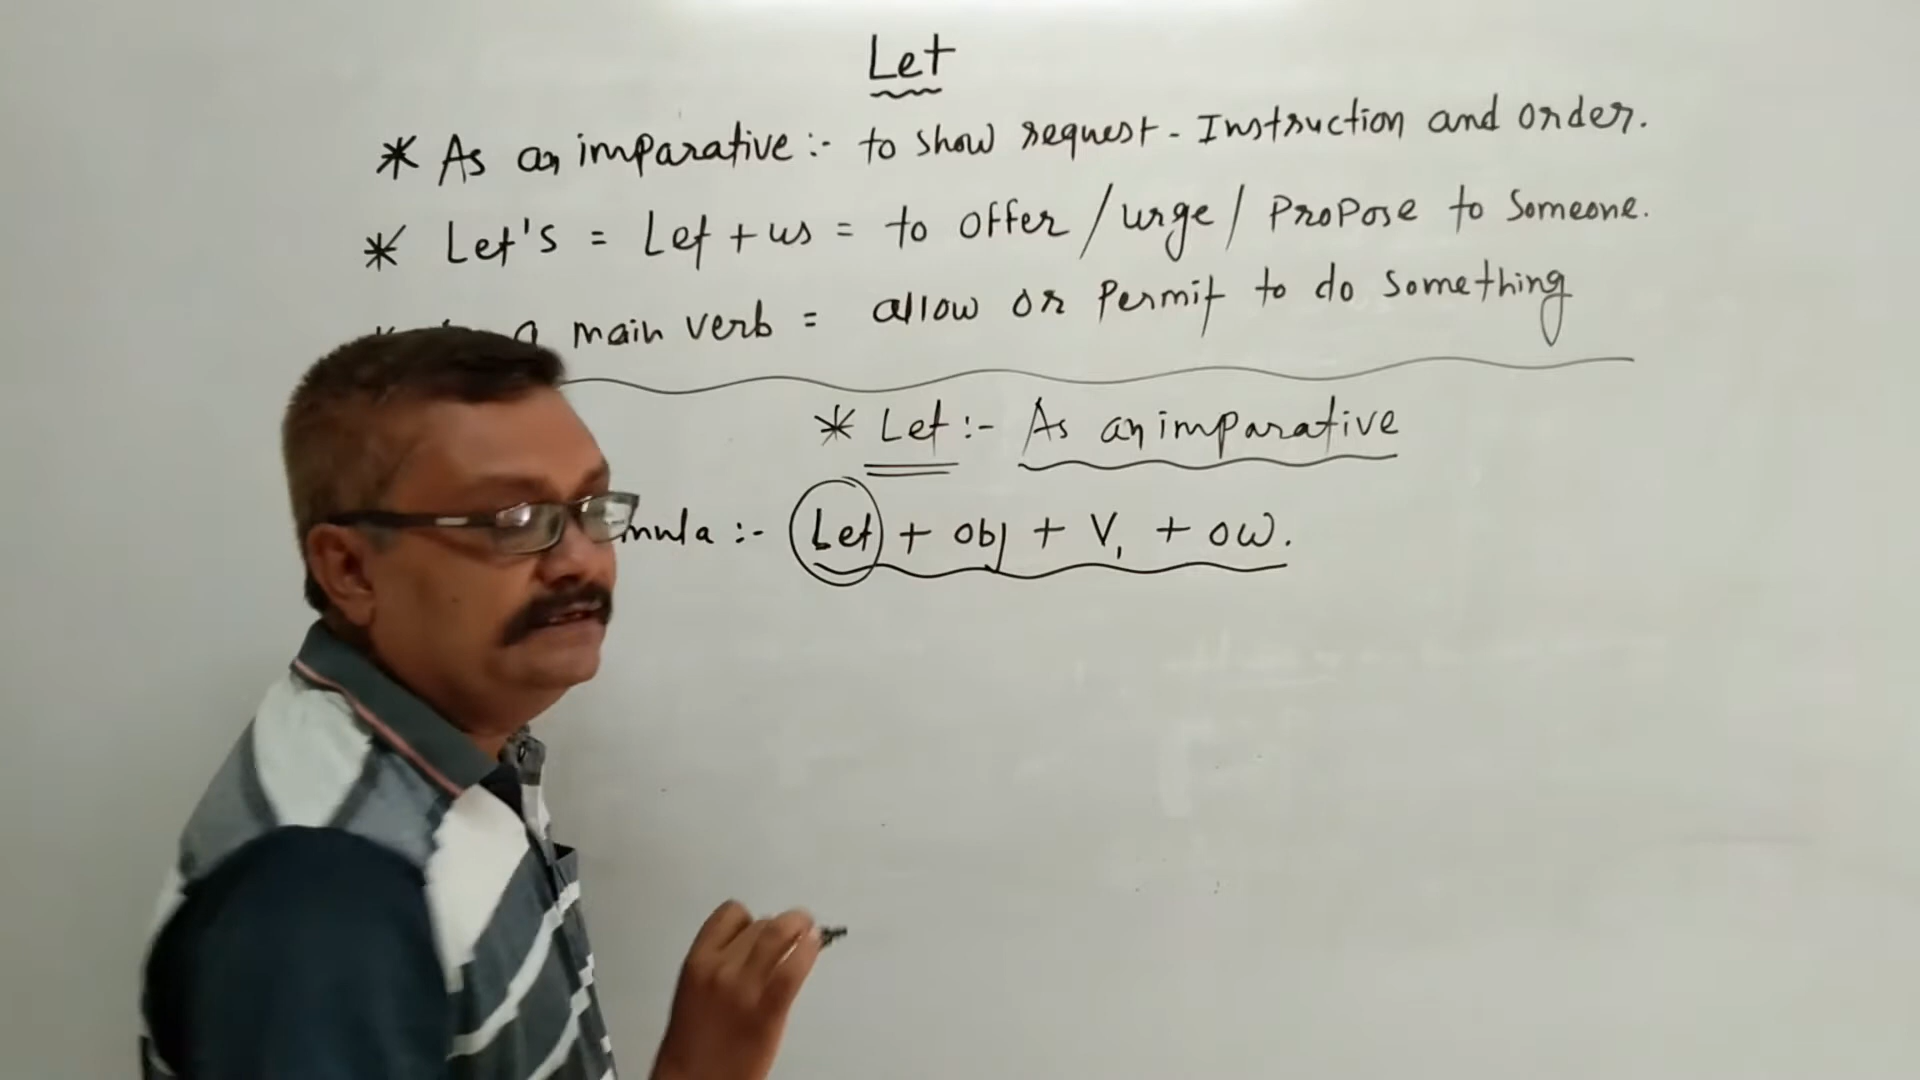 Let
* As an imparative :- to show request - Instruction and order.
* Let's = Let + us = to offer / urge / Propose to Someone.
a main verb = allow or Permit to do something
* Let :- As an imparative
mula :- Let + obj + V₁ + ow.